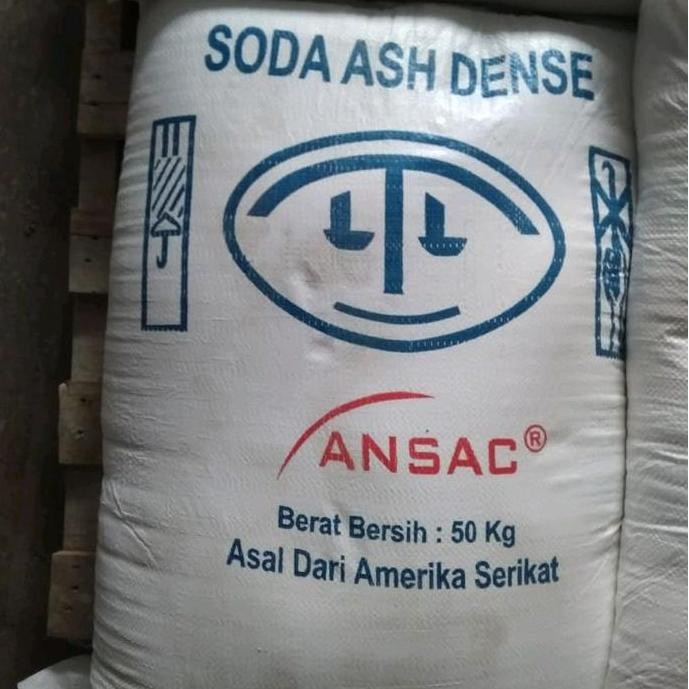 SODA ASH DENSE
ANSAC®
Berat Bersih : 50 Kg
Asal Dari Amerika Serikat